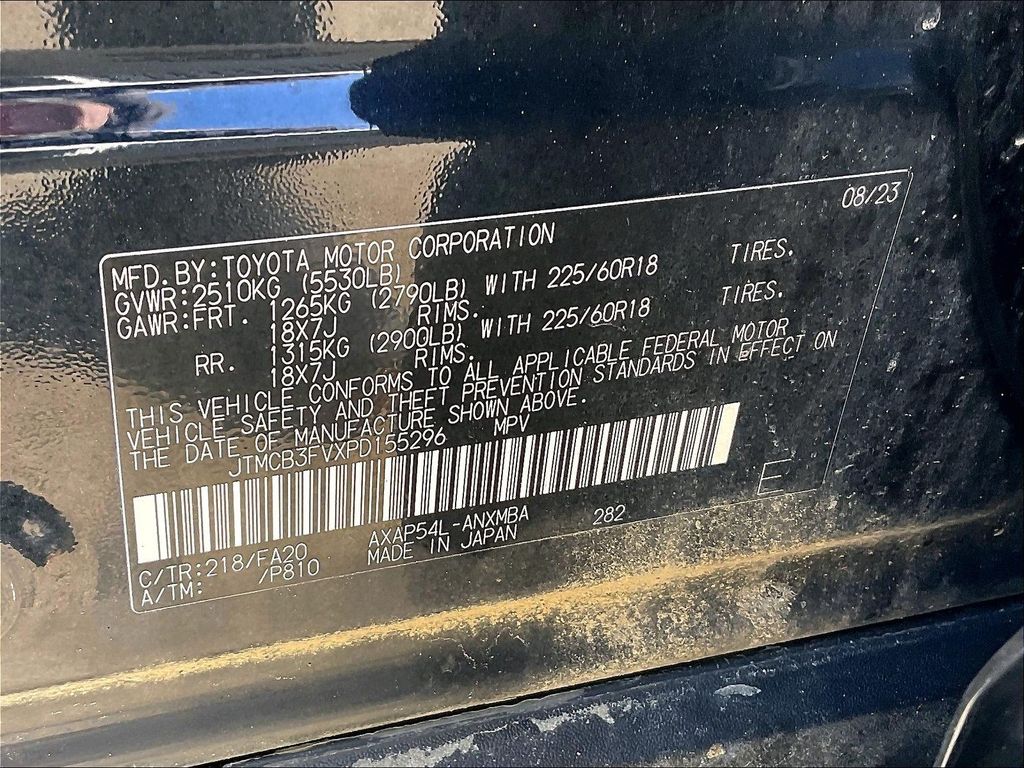 08/23
MFD.BY:TOYOTA MOTOR CORPORATION
GVWR:2510KG (5530LB)
GAWR:FRT. 1265KG (2790LB) WITH 225/60R18 TIRES.
18X7J RIMS.
RR. 1315KG (2900LB) WITH 225/60R18 TIRES.
18X7J RIMS.
THIS VEHICLE CONFORMS TO ALL APPLICABLE FEDERAL MOTOR
VEHICLE SAFETY AND THEFT PREVENTION STANDARDS IN EFFECT ON
THE DATE OF MANUFACTURE SHOWN ABOVE.
JTMCB3FVXPD155296 MPV
E
C/TR:218/FA20 AXAP54L-ANXMBA 282
A/TM: /P810 MADE IN JAPAN